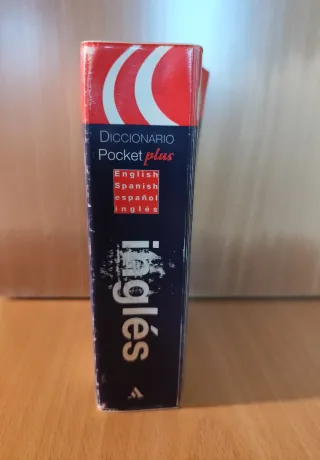 DICCIONARIO
Pocket plus
English
Spanish
español
inglés
inglés